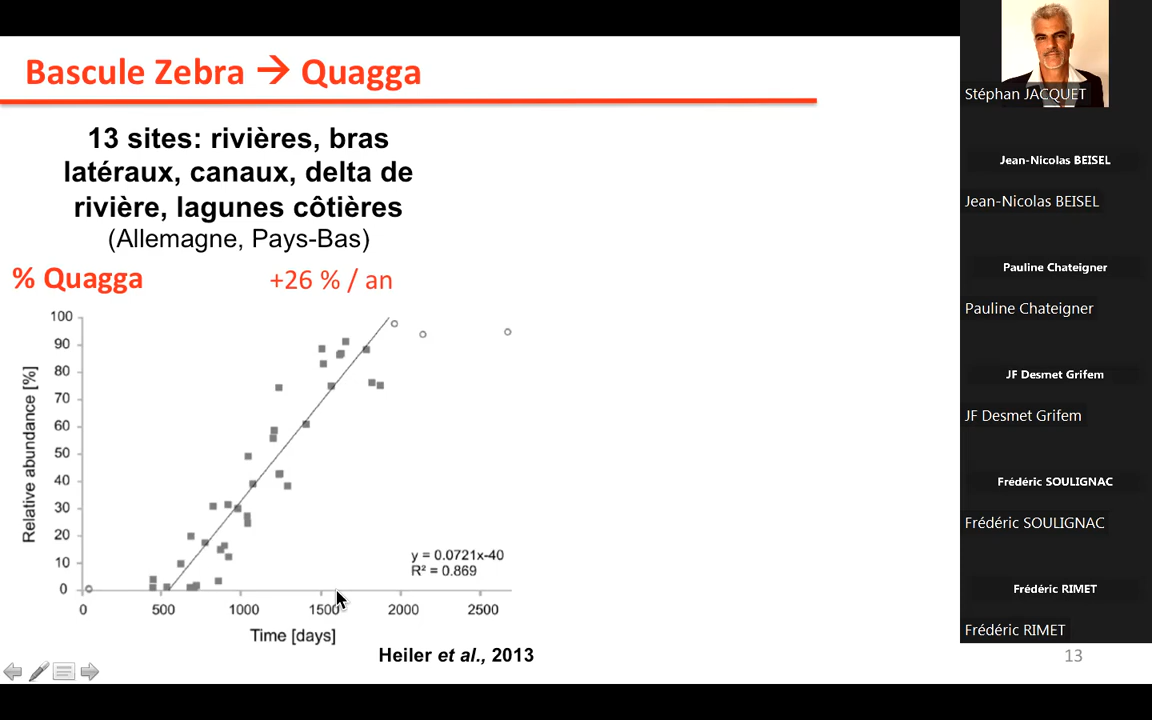 Bascule Zebra → Quagga
13 sites: rivières, bras
latéraux, canaux, delta de
rivière, lagunes côtières
(Allemagne, Pays-Bas)
% Quagga
+26 % / an
Relative abundance [%]
100
90
80
70
60
50
40
30
20
10
0
y = 0.0721x-40
R² = 0.869
0
500
1000
1500
2000
2500
Time [days]
Heiler et al., 2013
13
Stéphan JACQUET
Jean-Nicolas BEISEL
Jean-Nicolas BEISEL
Pauline Chateigner
Pauline Chateigner
JF Desmet Grifem
JF Desmet Grifem
Frédéric SOULIGNAC
Frédéric SOULIGNAC
Frédéric RIMET
Frédéric RIMET